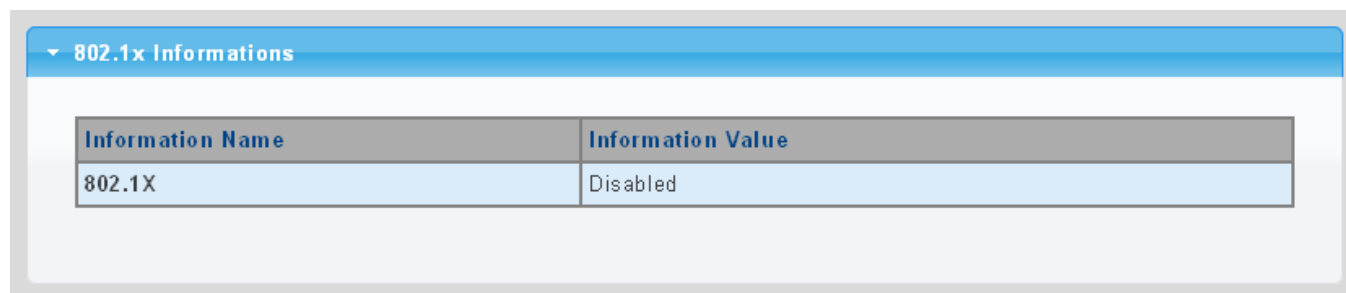 802.1x Informations
Information Name Information Value
802.1X Disabled